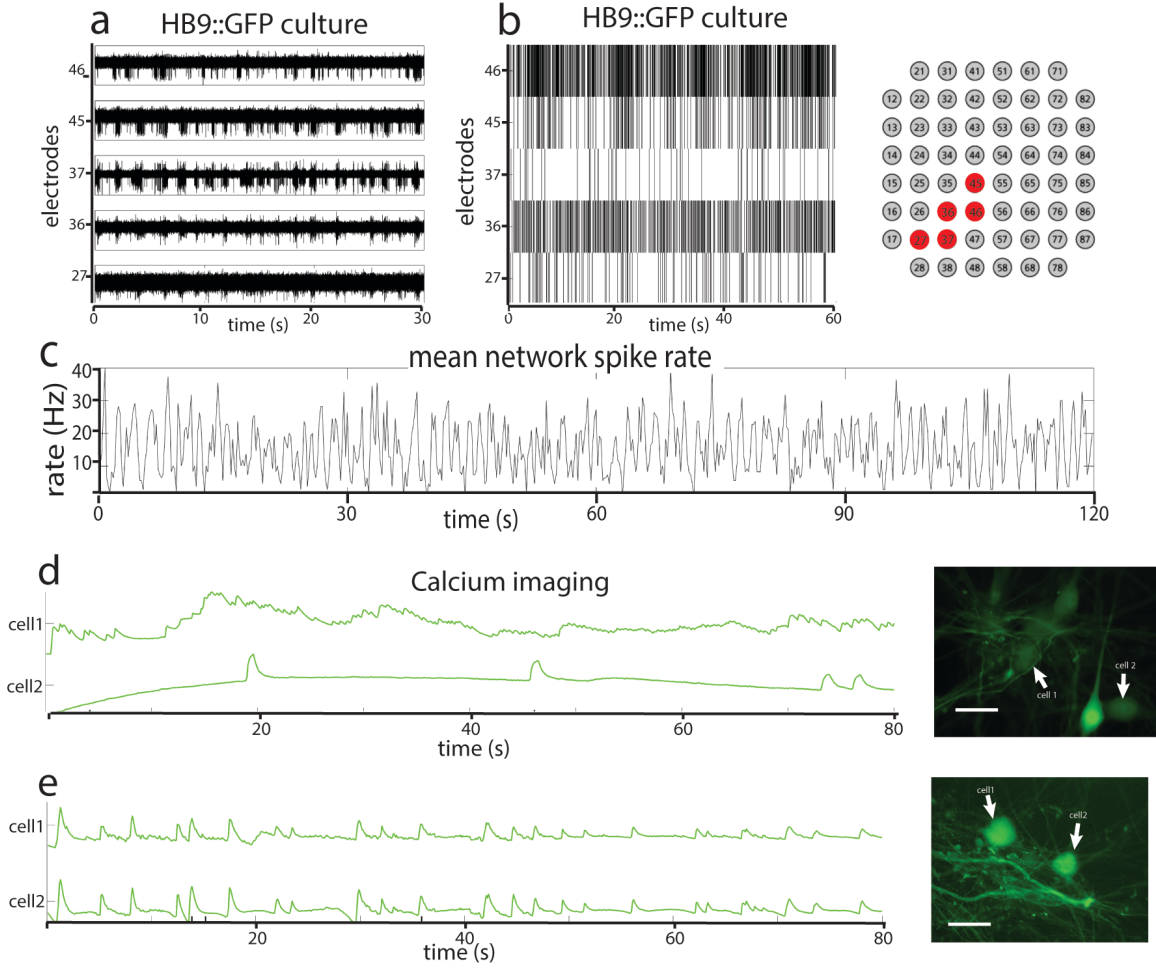 a HB9::GFP culture
electrodes
46
45
37
36
27
0 10 20 30
time (s)
b HB9::GFP culture
electrodes
46
45
37
36
27
0 20 40 60
time (s)
21 31 41 51 61 71
12 22 32 42 52 62 72 82
13 23 33 43 53 63 73 83
14 24 34 44 54 64 74 84
15 25 35 45 55 65 75 85
16 26 36 46 56 66 76 86
17 27 37 47 57 67 77 87
28 38 48 58 68 78
c mean network spike rate
rate (Hz)
40
30
20
10
0 30 60 90 120
time (s)
d Calcium imaging
cell1
cell2
20 40 60 80
time (s)
cell 1
cell 2
e
cell1
cell2
0 20 40 60 80
time (s)
cell1
cell2